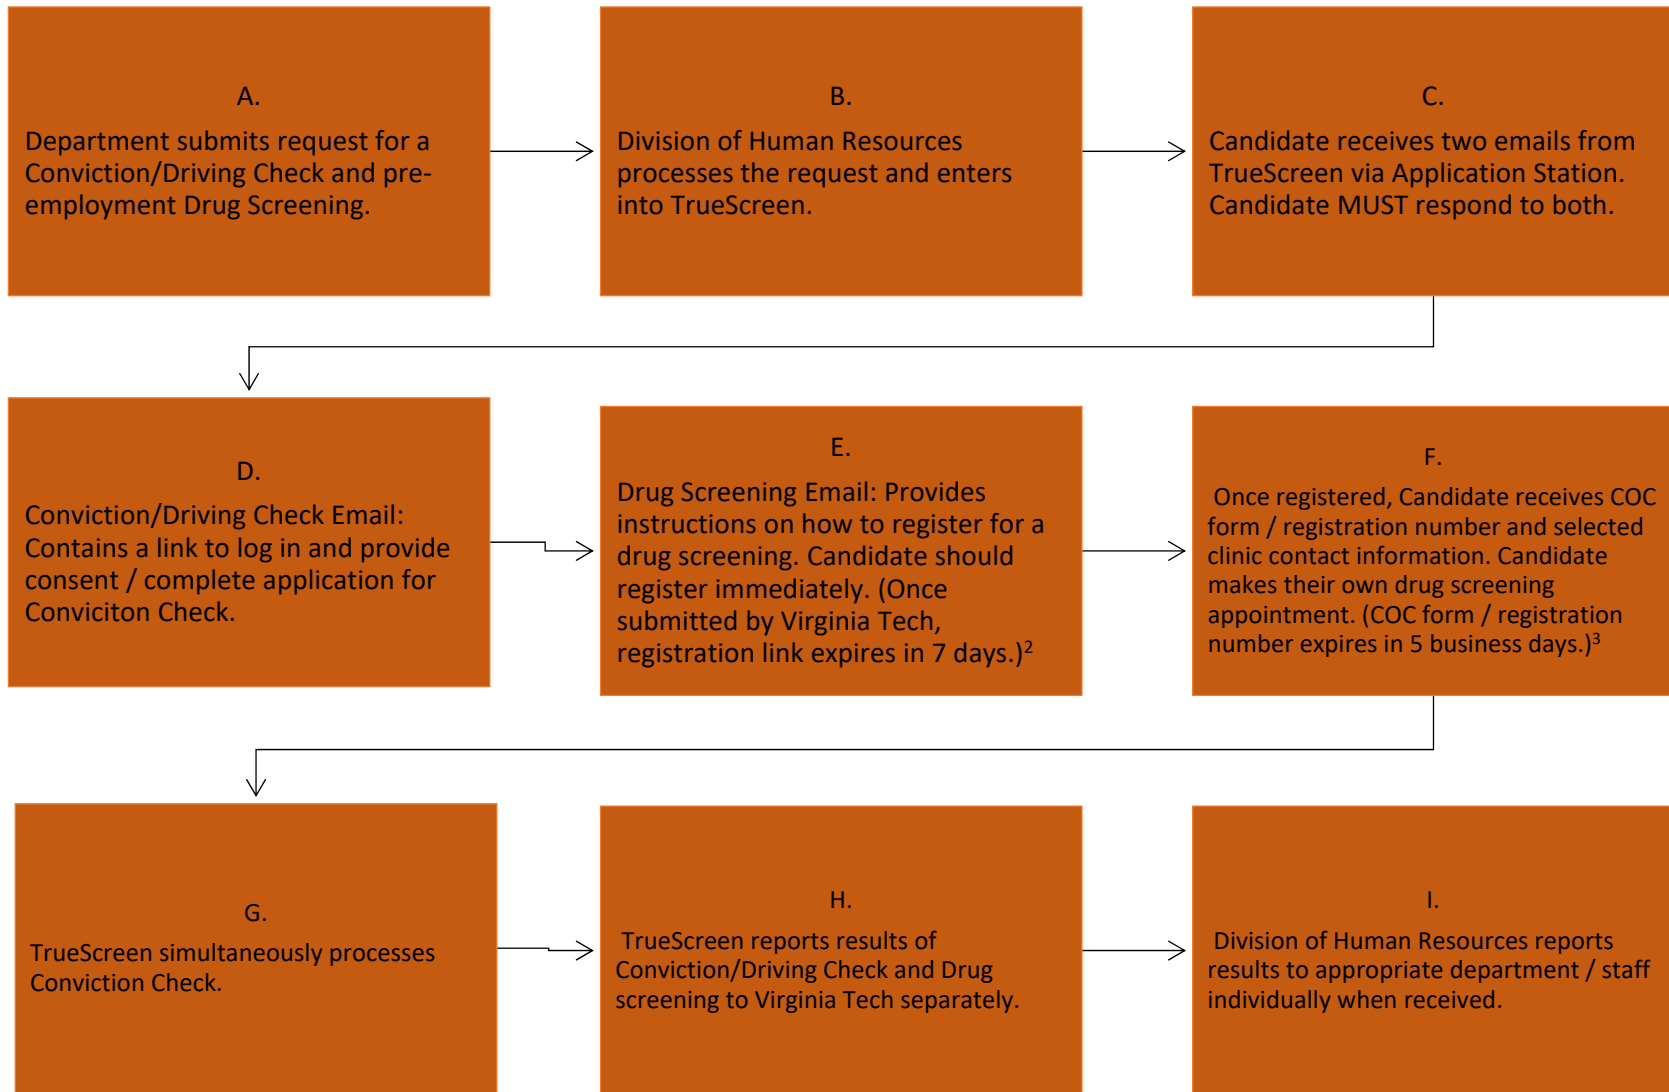 A.
Department submits request for a
Conviction/Driving Check and pre-
employment Drug Screening.
B.
Division of Human Resources
processes the request and enters
into TrueScreen.
C.
Candidate receives two emails from
TrueScreen via Application Station.
Candidate MUST respond to both.
D.
Conviction/Driving Check Email:
Contains a link to log in and provide
consent / complete application for
Conviciton Check.
E.
Drug Screening Email: Provides
instructions on how to register for a
drug screening. Candidate should
register immediately. (Once
submitted by Virginia Tech,
registration link expires in 7 days.)²
F.
Once registered, Candidate receives COC
form / registration number and selected
clinic contact information. Candidate
makes their own drug screening
appointment. (COC form / registration
number expires in 5 business days.)³
G.
TrueScreen simultaneously processes
Conviction Check.
H.
TrueScreen reports results of
Conviction/Driving Check and Drug
screening to Virginia Tech separately.
I.
Division of Human Resources reports
results to appropriate department / staff
individually when received.